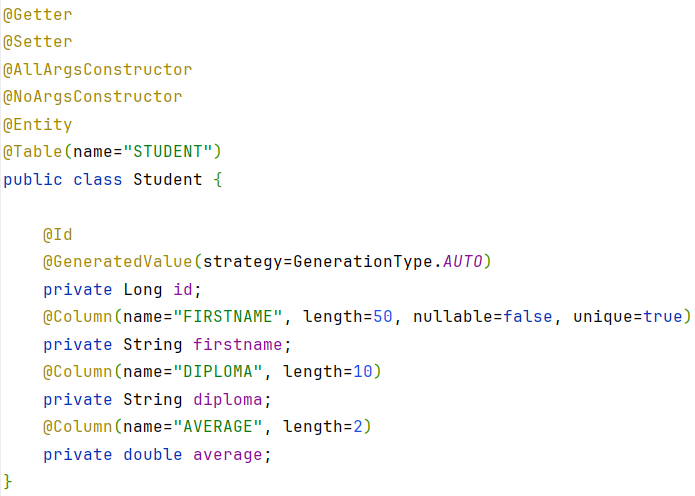 @Getter
@Setter
@AllArgsConstructor
@NoArgsConstructor
@Entity
@Table(name="STUDENT")
public class Student {

    @Id
    @GeneratedValue(strategy=GenerationType.AUTO)
    private Long id;
    @Column(name="FIRSTNAME", length=50, nullable=false, unique=true)
    private String firstname;
    @Column(name="DIPLOMA", length=10)
    private String diploma;
    @Column(name="AVERAGE", length=2)
    private double average;
}